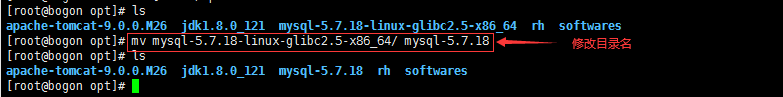 [root@bogon opt]# ls
apache-tomcat-9.0.0.M26  jdk1.8.0_121  mysql-5.7.18-linux-glibc2.5-x86_64  rh  softwares
[root@bogon opt]# mv mysql-5.7.18-linux-glibc2.5-x86_64/ mysql-5.7.18 修改目录名
[root@bogon opt]# ls
apache-tomcat-9.0.0.M26  jdk1.8.0_121  mysql-5.7.18  rh  softwares
[root@bogon opt]#